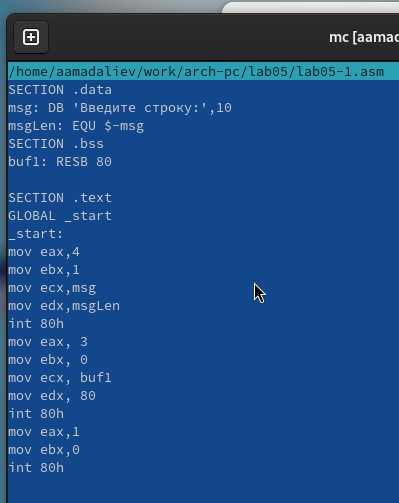 mc [aamad
/home/aamadaliev/work/arch-pc/lab05/lab05-1.asm
SECTION .data
msg: DB 'Введите строку:',10
msgLen: EQU $-msg
SECTION .bss
buf1: RESB 80
SECTION .text
GLOBAL _start
_start:
mov eax,4
mov ebx,1
mov ecx,msg
mov edx,msgLen
int 80h
mov eax, 3
mov ebx, 0
mov ecx, buf1
mov edx, 80
int 80h
mov eax,1
mov ebx,0
int 80h